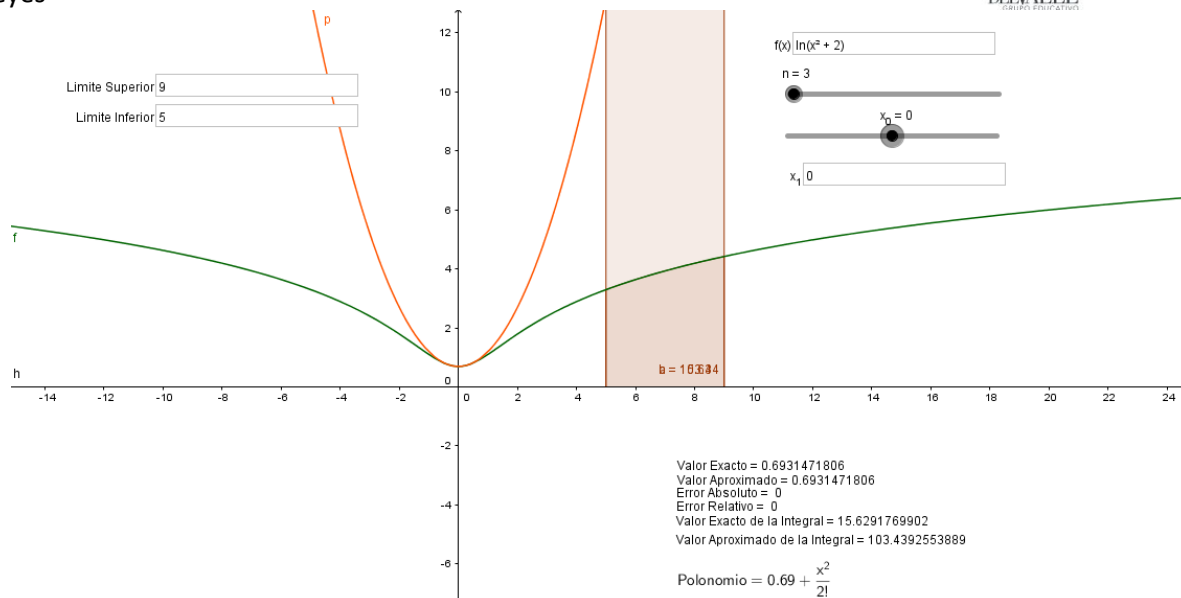 GRUPO EDUCATIVO
p
f(x) ln(x² + 2)
n = 3
Limite Superior 9
Limite Inferior 5
x₀ = 0
x₁ 0
f
h
12
10
8
6
4
2
0
-2
-4
-6
-14 -12 -10 -8 -6 -4 -2 0 2 4 6 8 10 12 14 16 18 20 22 24
Valor Exacto = 0.6931471806
Valor Aproximado = 0.6931471806
Error Absoluto = 0
Error Relativo = 0
Valor Exacto de la Integral = 15.6291769902
Valor Aproximado de la Integral = 103.4392553889
Polonomio = 0.69 + x²/2!